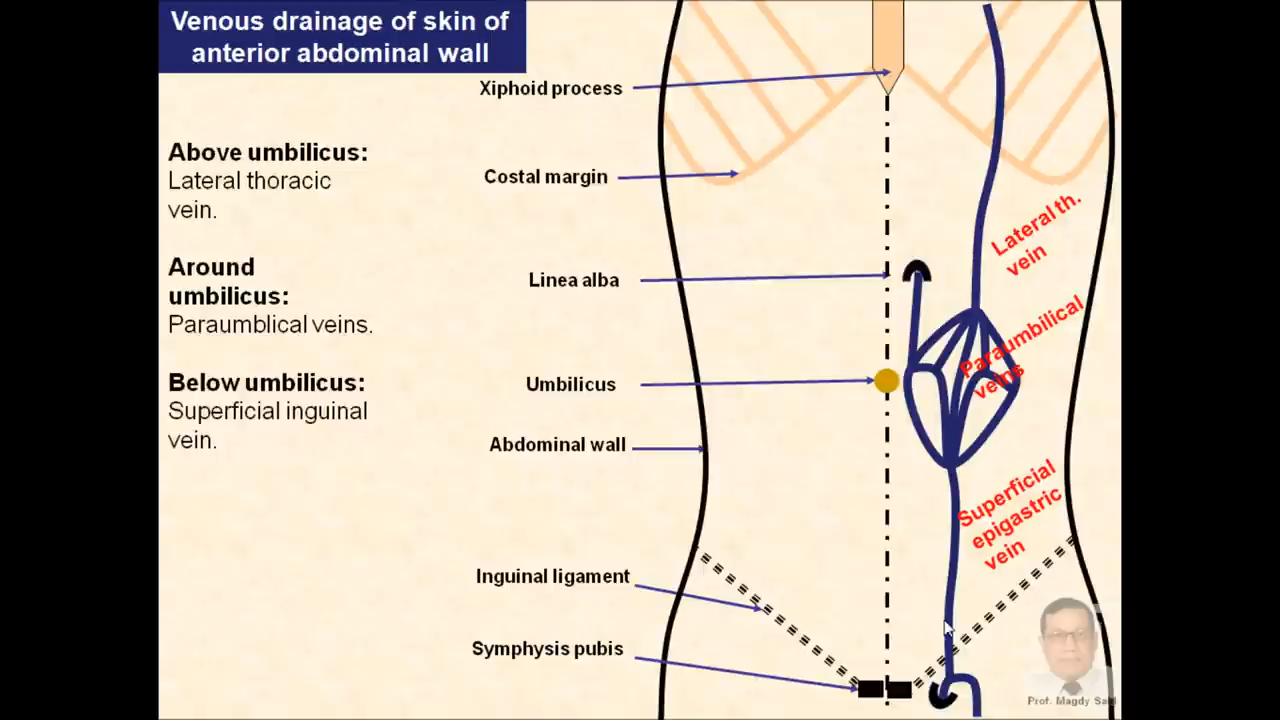 Venous drainage of skin of
anterior abdominal wall
Above umbilicus:
Lateral thoracic
vein.
Around
umbilicus:
Paraumblical veins.
Below umbilicus:
Superficial inguinal
vein.
Xiphoid process
Costal margin
Linea alba
Umbilicus
Abdominal wall
Inguinal ligament
Symphysis pubis
Lateral th.
vein
Paraumbilical
veins
Superficial
epigastric
vein
Prof. Magdy